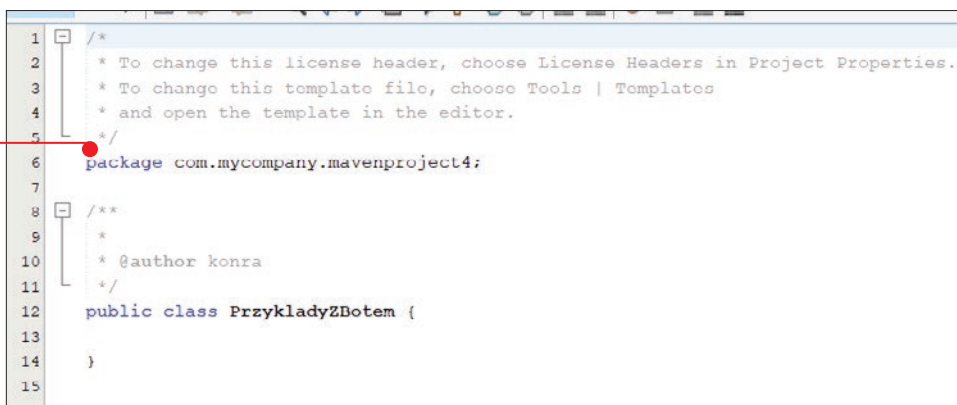 1 /*
2 * To change this license header, choose License Headers in Project Properties.
3 * To change this template file, choose Tools | Templates
4 * and open the template in the editor.
5 */
6 package com.mycompany.mavenproject4;
7
8 /**
9 *
10 * @author konra
11 */
12 public class PrzykladyZBotem {
13
14 }
15